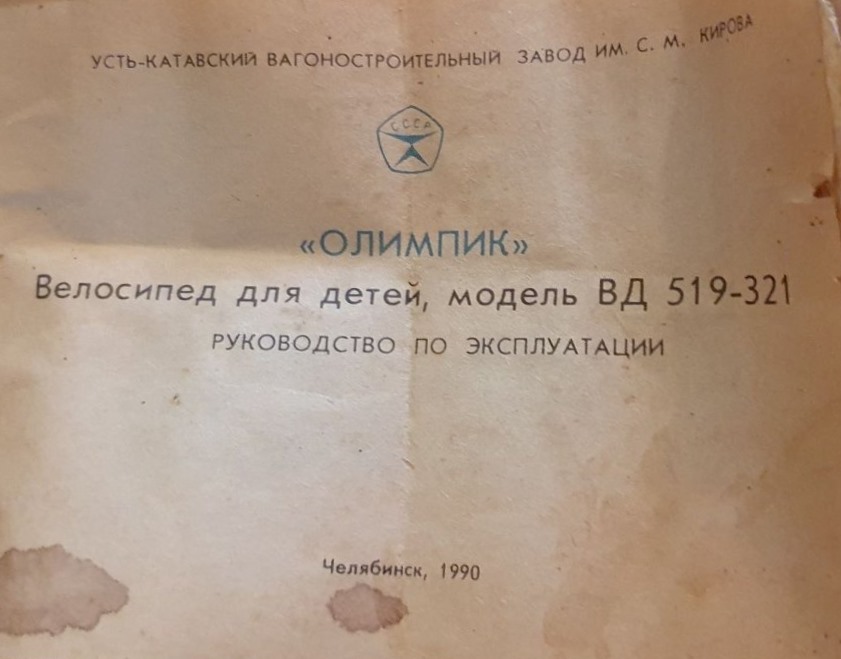 УСТЬ-КАТАВСКИЙ ВАГОНОСТРОИТЕЛЬНЫЙ ЗАВОД ИМ. С. М. КИРОВА
СССР
«ОЛИМПИК»
Велосипед для детей, модель ВД 519-321
РУКОВОДСТВО ПО ЭКСПЛУАТАЦИИ
Челябинск, 1990